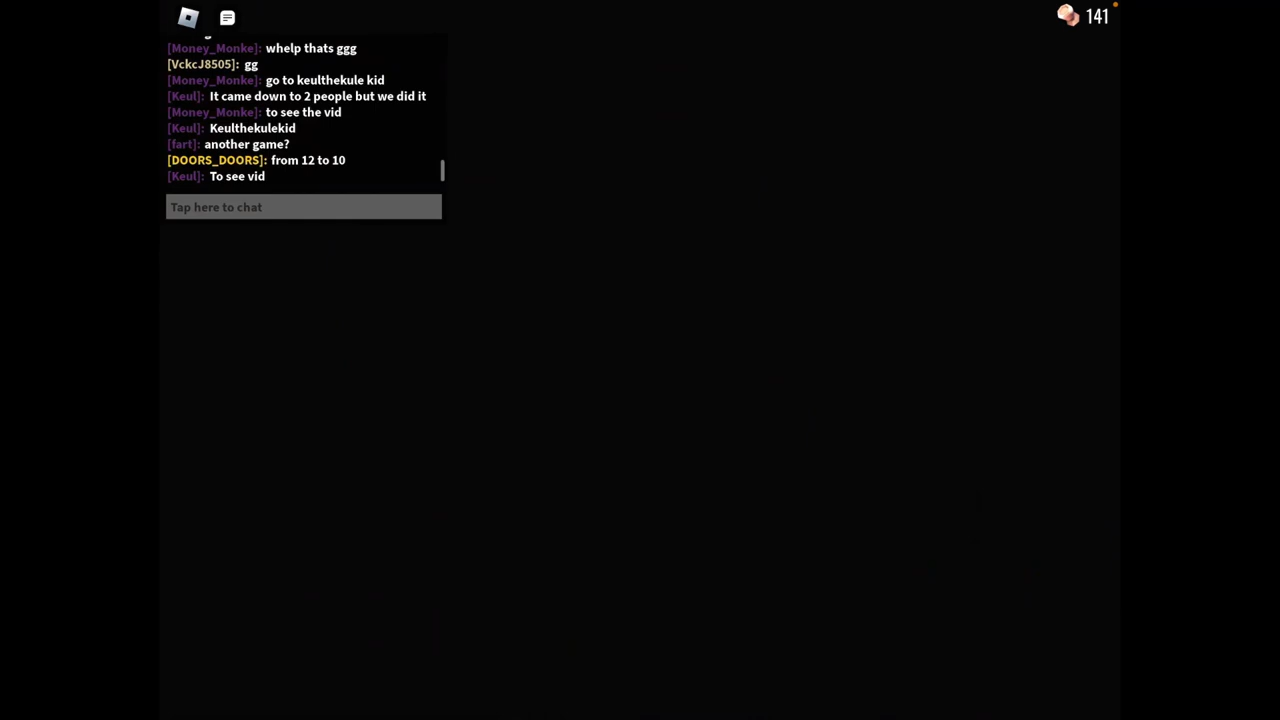 141
[Money_Monke]: whelp thats ggg
[VckcJ8505]: gg
[Money_Monke]: go to keulthekule kid
[Keul]: It came down to 2 people but we did it
[Money_Monke]: to see the vid
[Keul]: Keulthekulekid
[fart]: another game?
[DOORS_DOORS]: from 12 to 10
[Keul]: To see vid
Tap here to chat